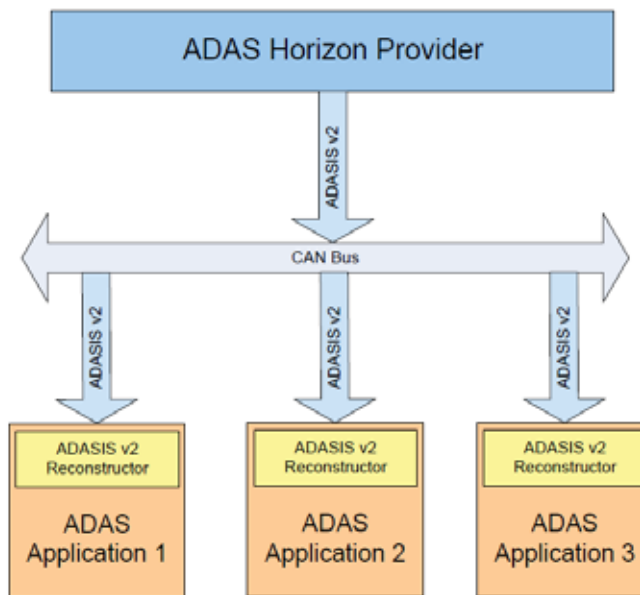 ADAS Horizon Provider
ADASIS v2
CAN Bus
ADASIS v2
ADASIS v2
ADASIS v2
ADASIS v2
Reconstructor
ADAS
Application 1
ADASIS v2
Reconstructor
ADAS
Application 2
ADASIS v2
Reconstructor
ADAS
Application 3